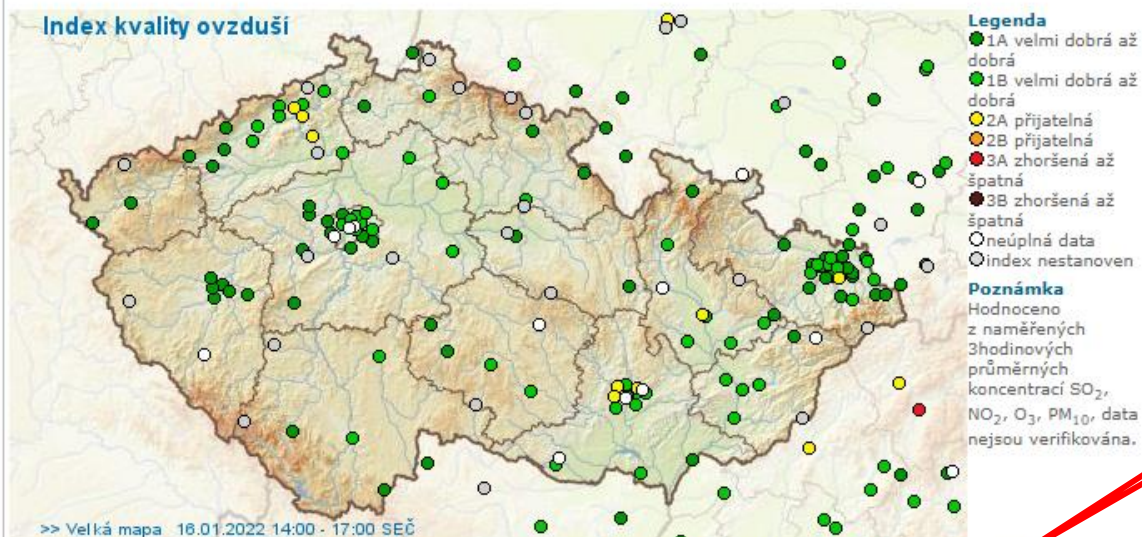 Index kvality ovzduší
>> Velká mapa 16.01.2022 14:00 - 17:00 SEČ
Legenda
1A velmi dobrá až
dobrá
1B velmi dobrá až
dobrá
2A přijatelná
2B přijatelná
3A zhoršená až
špatná
3B zhoršená až
špatná
neúplná data
index nestanoven
Poznámka
Hodnoceno
z naměřených
3hodinových
průměrných
koncentrací SO₂,
NO₂, O₃, PM₁₀, data
nejsou verifikována.